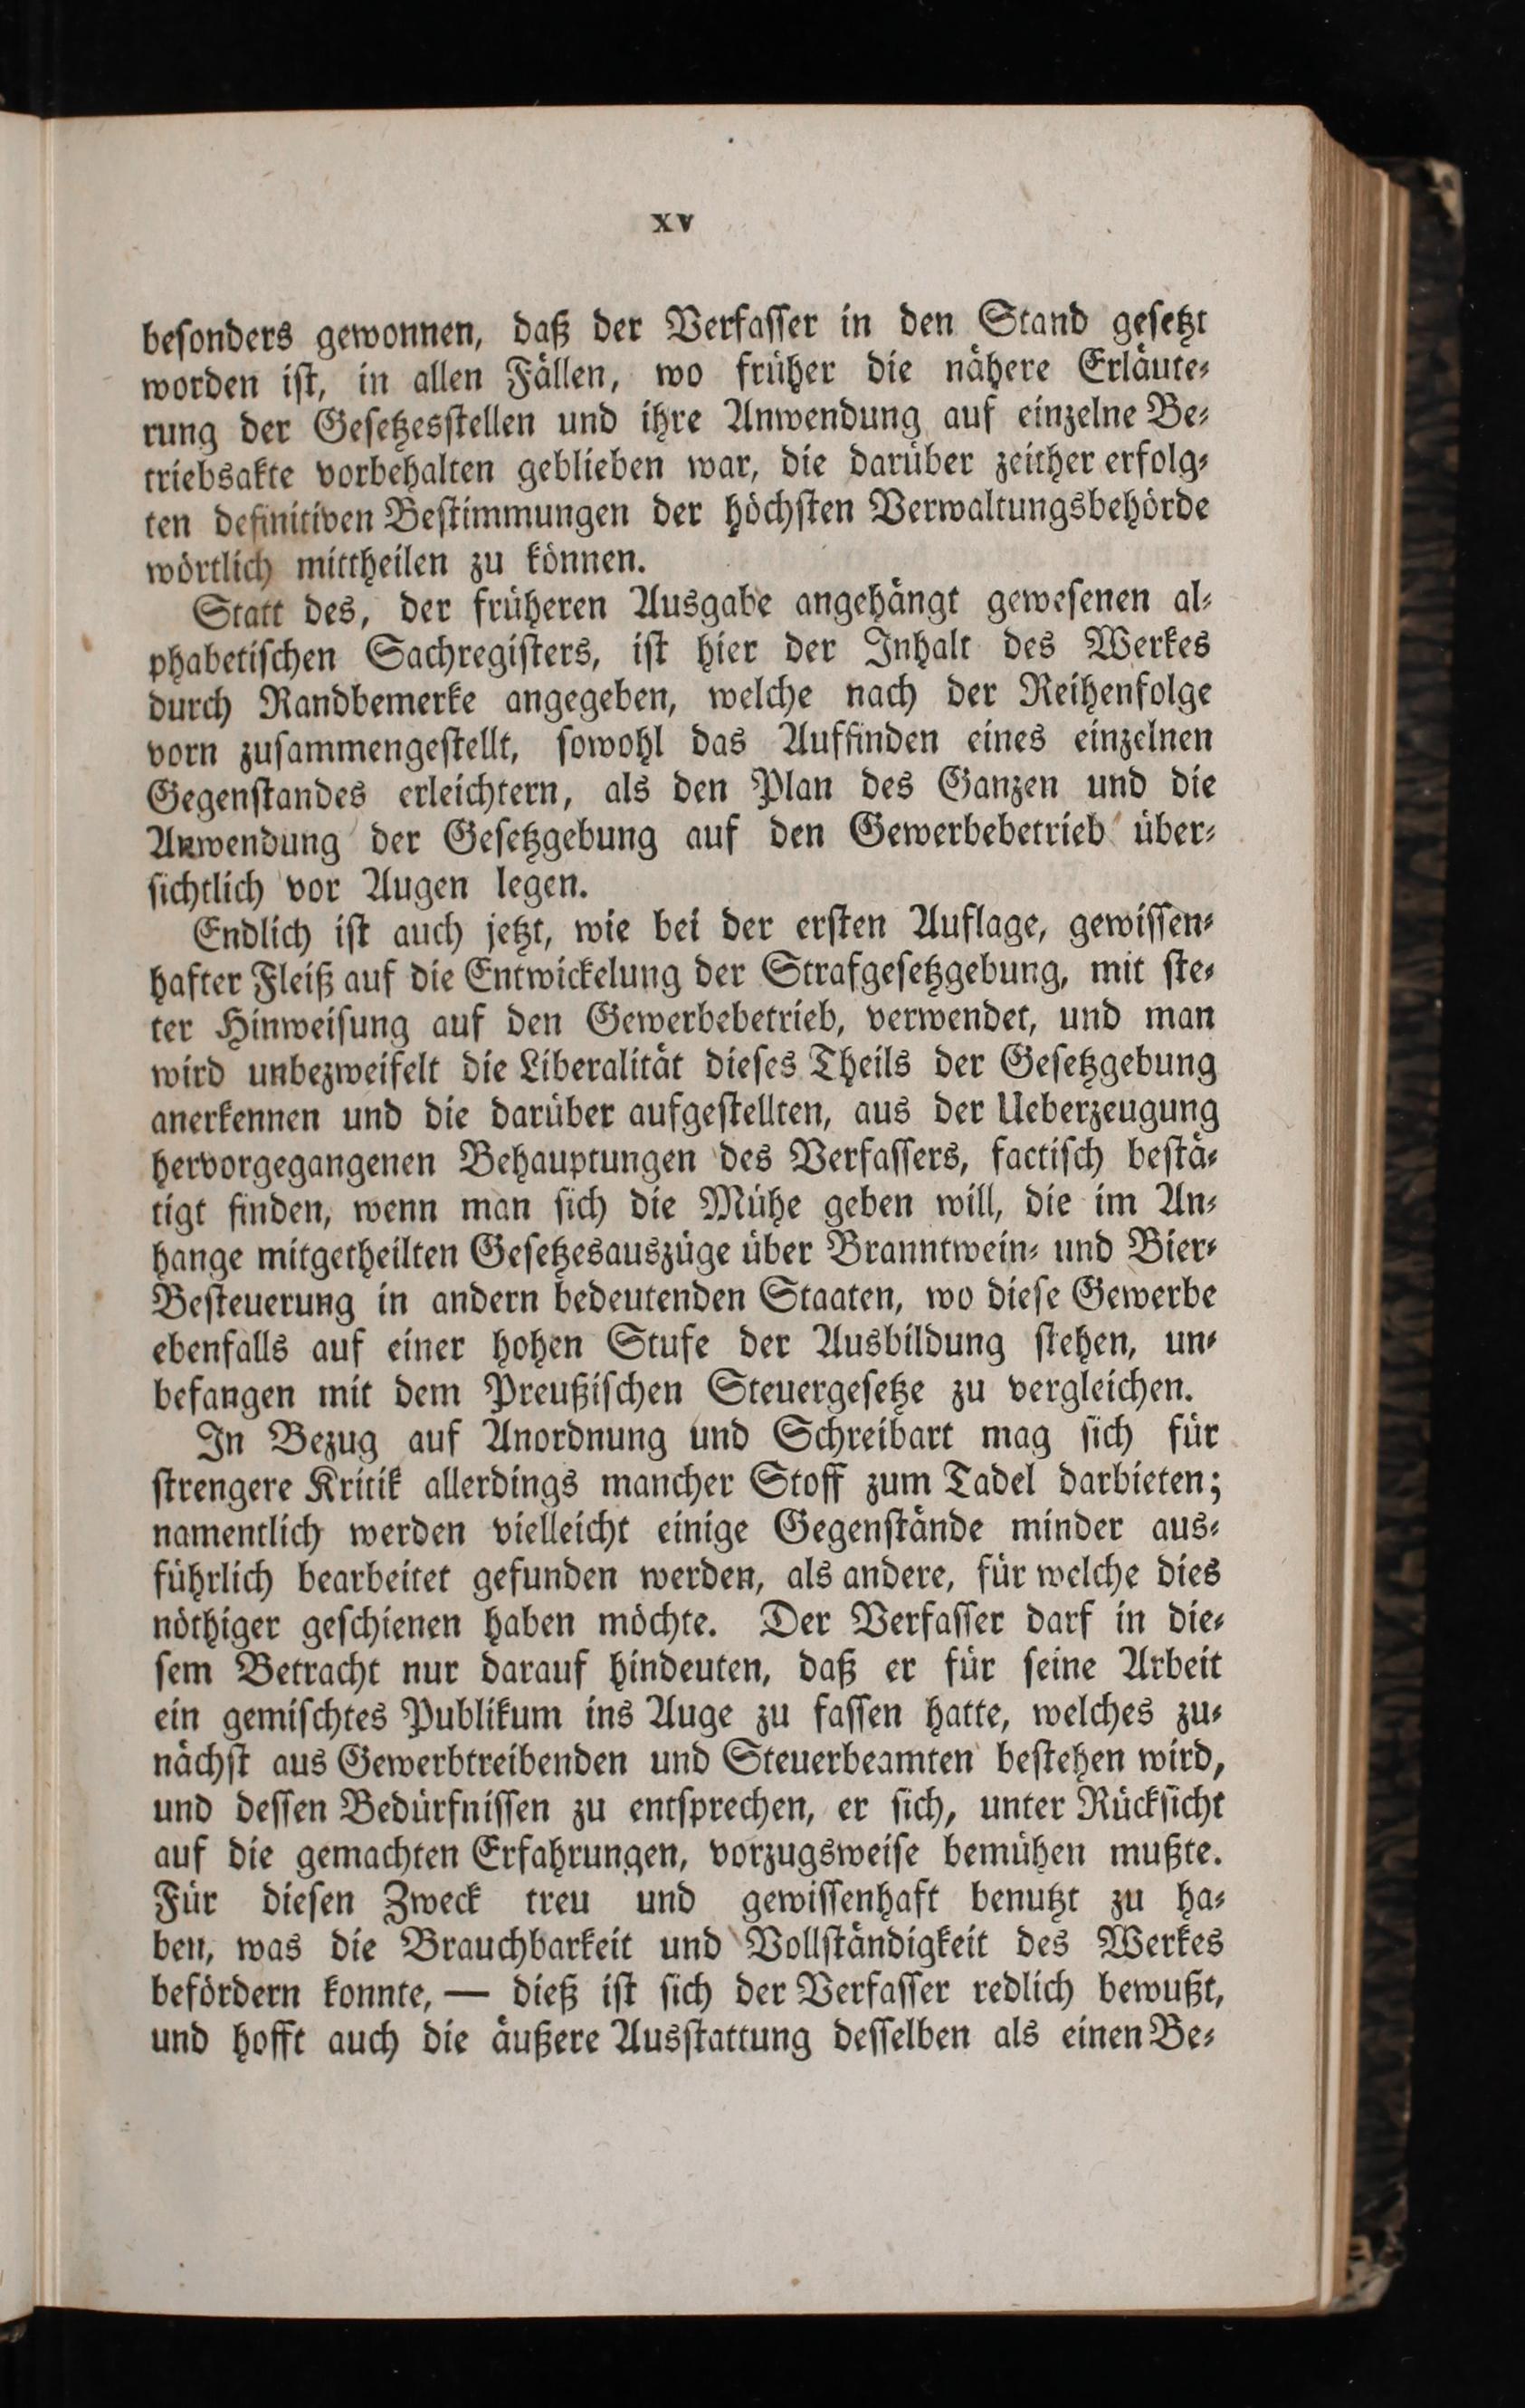 xv
beſonders gewonnen, daß der Verfaſſer in den Stand geſetzt
worden iſt, in allen Fällen, wo früher die nähere Erläute⸗
rung der Geſetzesſtellen und ihre Anwendung auf einzelne Be⸗
triebsakte vorbehalten geblieben war, die darüber zeither erfolg⸗
ten definitiven Beſtimmungen der höchſten Verwaltungsbehörde
wörtlich mittheilen zu können.
Statt des, der früheren Ausgabe angehängt geweſenen al⸗
phabetiſchen Sachregiſters, iſt hier der Inhalt des Werkes
durch Randbemerke angegeben, welche nach der Reihenfolge
vorn zuſammengeſtellt, ſowohl das Auffinden eines einzelnen
Gegenſtandes erleichtern, als den Plan des Ganzen und die
Anwendung der Geſetzgebung auf den Gewerbebetrieb über⸗
ſichtlich vor Augen legen.
Endlich iſt auch jetzt, wie bei der erſten Auflage, gewiſſen⸗
hafter Fleiß auf die Entwickelung der Strafgeſetzgebung, mit ſte⸗
ter Hinweiſung auf den Gewerbebetrieb, verwendet, und man
wird unbezweifelt die Liberalität dieſes Theils der Geſetzgebung
anerkennen und die darüber aufgeſtellten, aus der Ueberzeugung
hervorgegangenen Behauptungen des Verfaſſers, factiſch beſtä⸗
tigt finden, wenn man ſich die Mühe geben will, die im An⸗
hange mitgetheilten Geſetzesauszüge über Branntwein⸗ und Bier⸗
Beſteuerung in andern bedeutenden Staaten, wo dieſe Gewerbe
ebenfalls auf einer hohen Stufe der Ausbildung ſtehen, un⸗
befangen mit dem Preußiſchen Steuergeſetze zu vergleichen.
In Bezug auf Anordnung und Schreibart mag ſich für
ſtrengere Kritik allerdings mancher Stoff zum Tadel darbieten;
namentlich werden vielleicht einige Gegenſtände minder aus⸗
führlich bearbeitet gefunden werden, als andere, für welche dies
nöthiger geſchienen haben möchte. Der Verfaſſer darf in die⸗
ſem Betracht nur darauf hindeuten, daß er für ſeine Arbeit
ein gemiſchtes Publikum ins Auge zu faſſen hatte, welches zu⸗
nächſt aus Gewerbtreibenden und Steuerbeamten beſtehen wird,
und deſſen Bedürfniſſen zu entſprechen, er ſich, unter Rückſicht
auf die gemachten Erfahrungen, vorzugsweiſe bemühen mußte.
Für dieſen Zweck treu und gewiſſenhaft benutzt zu ha⸗
ben, was die Brauchbarkeit und Vollſtändigkeit des Werkes
befördern konnte, — dieß iſt ſich der Verfaſſer redlich bewußt,
und hofft auch die äußere Ausſtattung deſſelben als einen Be⸗